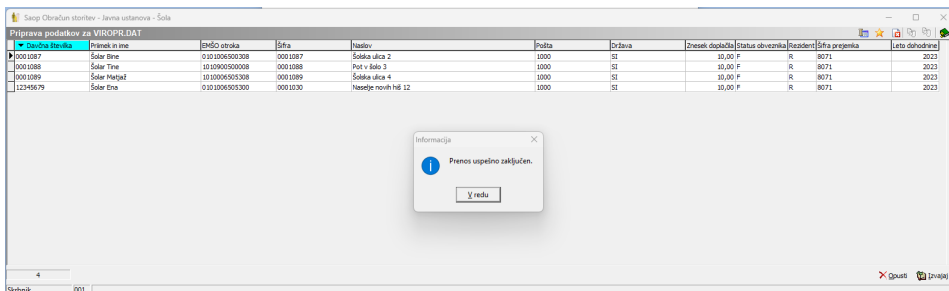 Saop Obračun storitev - Javna ustanova - Šola
Priprava podatkov za VIROPR.DAT
Davčna številka Priimek in ime EMŠO otroka Šifra Naslov Pošta Država Znesek doplačila Status obveznika Rezident Šifra prejemka Leto dohodnine
0001087 Šolar Bine 0101006500308 0001087 Šolska ulica 2 1000 SI 10,00 F R 8071 2023
0001088 Šolar Tine 1010900500008 0001088 Pot v šolo 3 1000 SI 10,00 F R 8071 2023
0001089 Šolar Matjaž 0101006505308 0001089 Šolska ulica 4 1000 SI 10,00 F R 8071 2023
12345679 Šolar Ena 0101006505300 0001030 Naselje novih hiš 12 1000 SI 10,00 F R 8071 2023
Informacija
Prenos uspešno zaključen.
V redu
4
Opusti Izvajaj
Skrbnik 001